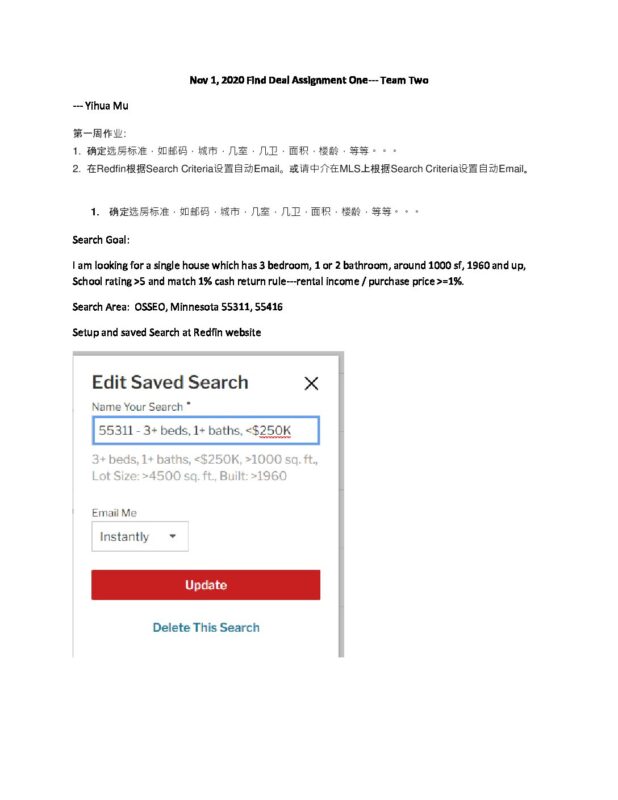 Nov 1, 2020 Find Deal Assignment One--- Team Two
--- Yihua Mu
第一周作业:
1. 确定选房标准，如邮码，城市，几室，几卫，面积，楼龄，等等。。。
2. 在Redfin根据Search Criteria设置自动Email。或请中介在MLS上根据Search Criteria设置自动Email。
1. 确定选房标准，如邮码，城市，几室，几卫，面积，楼龄，等等。。。
Search Goal:
I am looking for a single house which has 3 bedroom, 1 or 2 bathroom, around 1000 sf, 1960 and up,
School rating >5 and match 1% cash return rule---rental income / purchase price >=1%.
Search Area: OSSEO, Minnesota 55311, 55416
Setup and saved Search at Redfin website
Edit Saved Search
Name Your Search *
55311 - 3+ beds, 1+ baths, <$250K
3+ beds, 1+ baths, <$250K, >1000 sq. ft.,
Lot Size: >4500 sq. ft., Built: >1960
Email Me
Instantly
Update
Delete This Search